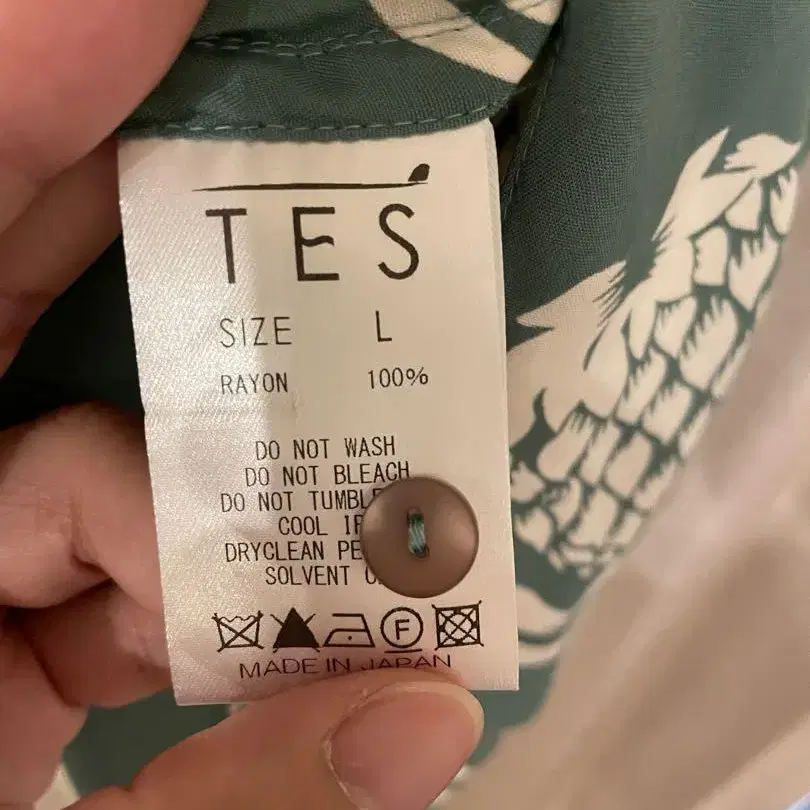 TES
SIZE L
RAYON 100%
DO NOT WASH
DO NOT BLEACH
DO NOT TUMBLE
COOL
DRYCLEAN
SOLVENT
F
MADE IN JAPAN